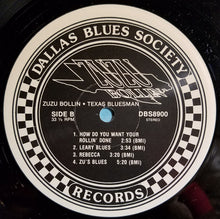 DALLAS BLUES SOCIETY
ZUZU
BOLLIN
ZUZU BOLLIN • TEXAS BLUESMAN
SIDE B
33 ⅓ RPM
DBS8900
STEREO
1. HOW DO YOU WANT YOUR
ROLLIN' DONE 2:53 (BMI)
2. LEARY BLUES 3:34 (BMI)
3. REBECCA 3:20 (BMI)
4. ZU'S BLUES 5:20 (BMI)
RECORDS